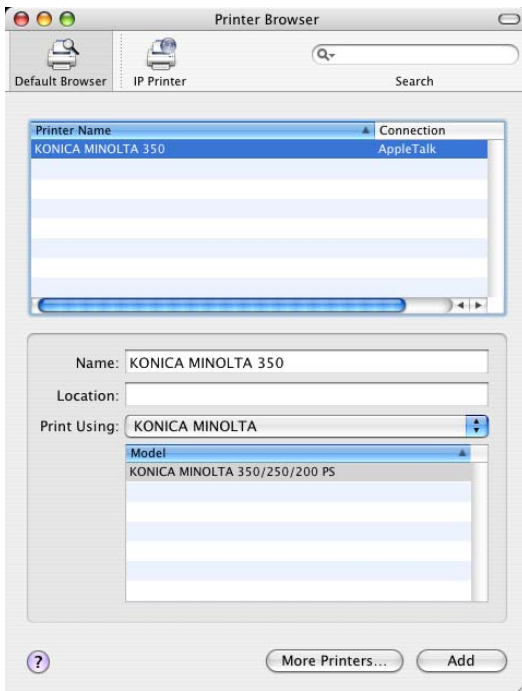 Printer Browser
Default Browser
IP Printer
Search
Printer Name Connection
KONICA MINOLTA 350 AppleTalk
Name: KONICA MINOLTA 350
Location:
Print Using: KONICA MINOLTA
Model
KONICA MINOLTA 350/250/200 PS
? More Printers... Add